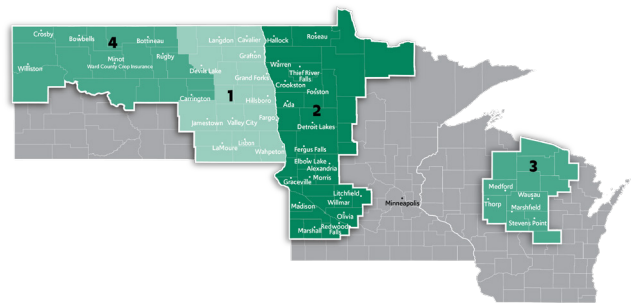 Crosby
Bowbells
4
Bottineau
Minot
Ward County Crop Insurance
Rugby
Williston
Langdon
Cavalier
Grafton
Devils Lake
Grand Forks
1
Carrington
Hillsboro
Jamestown
Valley City
Fargo
LaMoure
Lisbon
Wahpeton
Hallock
Roseau
Warren
Thief River
Falls
Crookston
Fosston
Ada
2
Detroit Lakes
Fergus Falls
Elbow Lake
Alexandria
Morris
Graceville
Litchfield
Willmar
Madison
Olivia
Marshall
Redwood
Falls
Minneapolis
3
Medford
Wausau
Thorp
Marshfield
Stevens Point